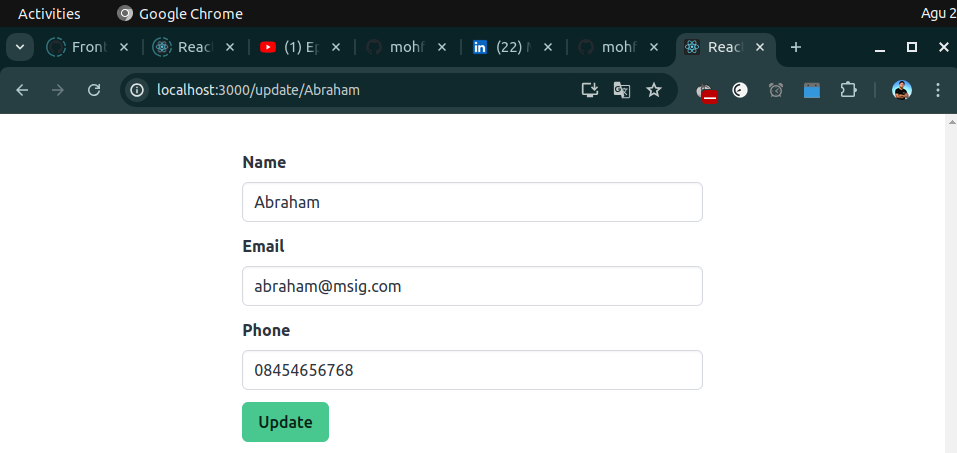 Activities Google Chrome Agu 2
Front Reac (1) Ep mohf (22) mohf React
localhost:3000/update/Abraham
Name
Abraham
Email
abraham@msig.com
Phone
08454656768
Update